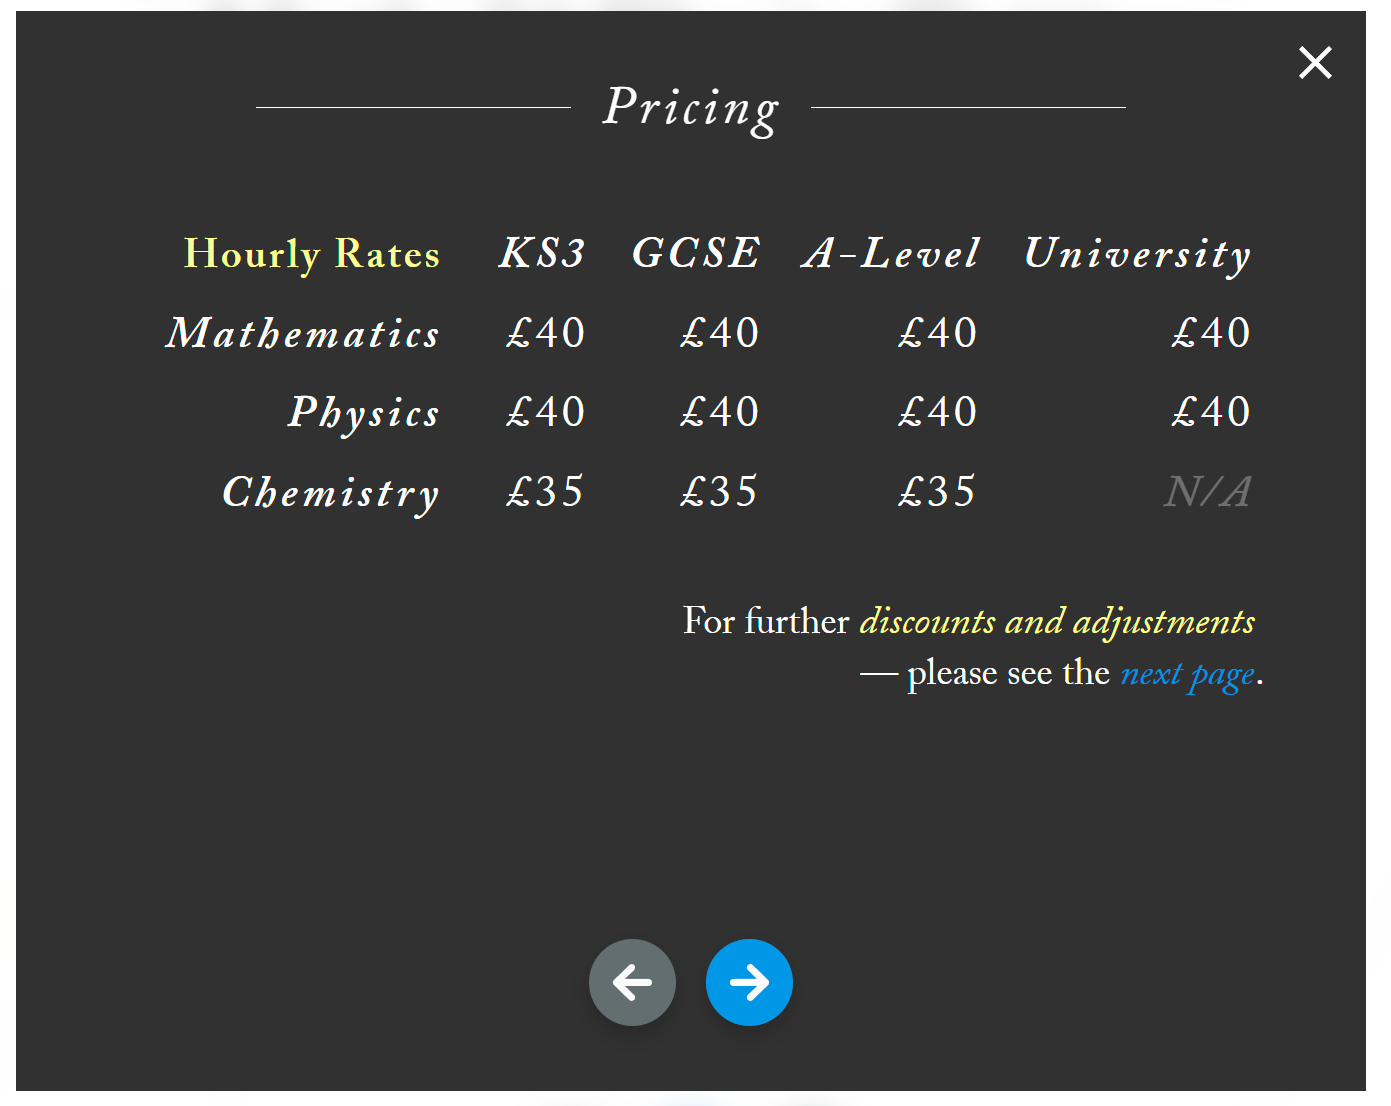 Pricing
Hourly Rates KS3 GCSE A-Level University
Mathematics £40 £40 £40 £40
Physics £40 £40 £40 £40
Chemistry £35 £35 £35 N/A
For further discounts and adjustments
— please see the next page.